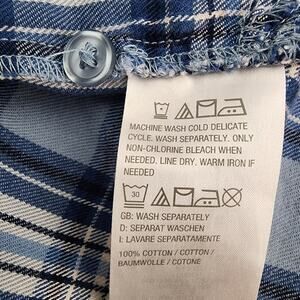 MACHINE WASH COLD DELICATE
CYCLE. WASH SEPARATELY. ONLY
NON-CHLORINE BLEACH WHEN
NEEDED. LINE DRY. WARM IRON IF
NEEDED
30
GB: WASH SEPARATELY
D: SEPARAT WASCHEN
I: LAVARE SEPARATAMENTE
100% COTTON / COTTON /
BAUMWOLLE / COTONE